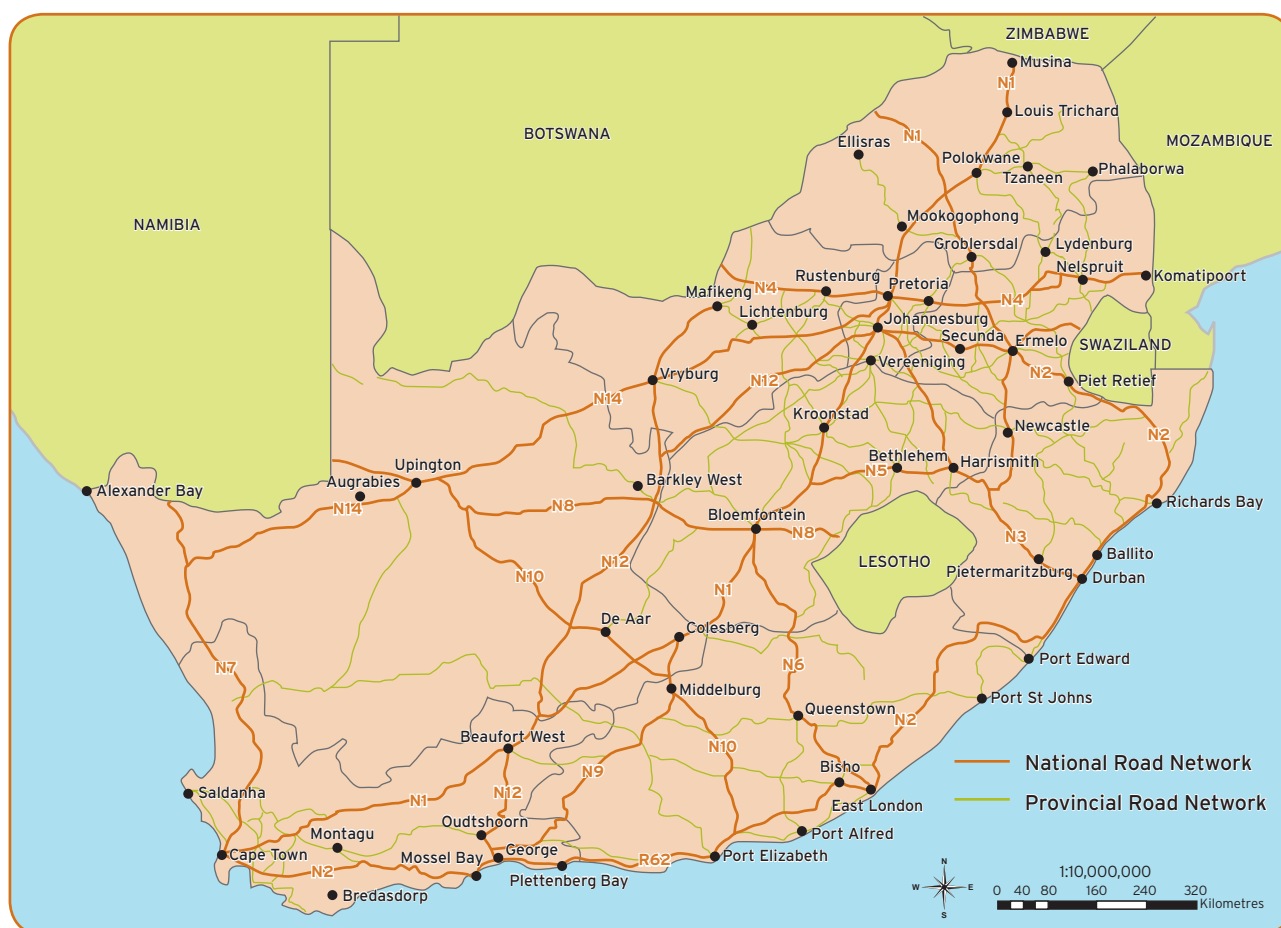 ZIMBABWE
Musina
N1
Louis Trichard
BOTSWANA
N1
MOZAMBIQUE
Ellisras
Polokwane
Tzaneen
Phalaborwa
NAMIBIA
Mookogophong
Groblersdal
Lydenburg
Nelspruit
Komatipoort
Rustenburg
Pretoria
N4
N4
Mafikeng
Lichtenburg
Johannesburg
Secunda
Ermelo
SWAZILAND
Vereeniging
N2
Piet Retief
Vryburg
N12
N14
Kroonstad
Newcastle
N2
Bethlehem
Harrismith
N5
Upington
Augrabies
Barkley West
Alexander Bay
N14
N8
Richards Bay
Bloemfontein
N8
N3
LESOTHO
Ballito
Pietermaritzburg
Durban
N10
N12
N1
De Aar
Colesberg
N7
N6
Port Edward
Middelburg
Port St Johns
Queenstown
N2
Beaufort West
N10
N9
Bisho
National Road Network
Saldanha
N1
N12
East London
Provincial Road Network
Oudtshoorn
Montagu
Port Alfred
Cape Town
George
Mossel Bay
R62
Port Elizabeth
N2
Plettenberg Bay
Bredasdorp
N
W
E
S
1:10,000,000
0 40 80 160 240 320
Kilometres